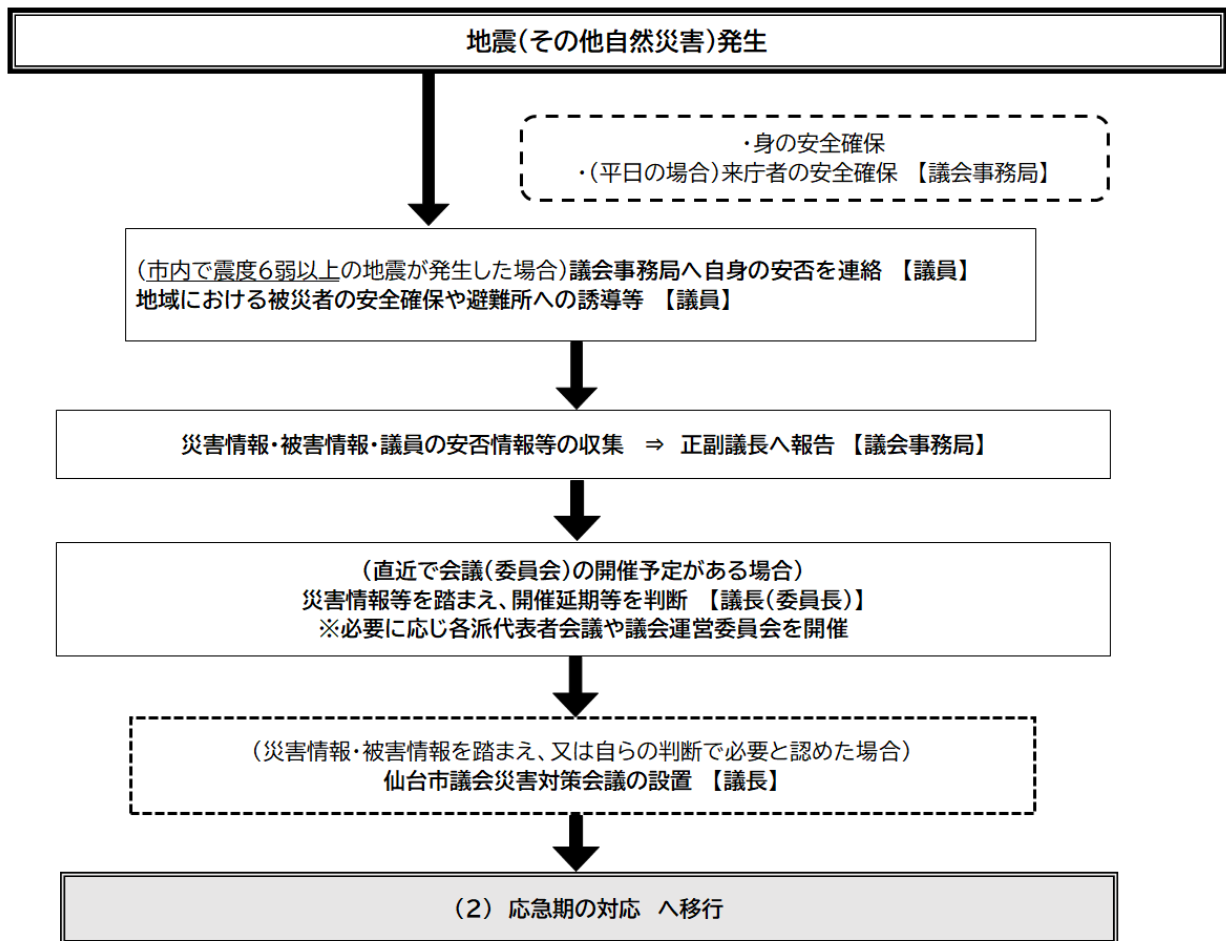 地震(その他自然災害)発生
・身の安全確保
・(平日の場合)来庁者の安全確保 【議会事務局】
(市内で震度6弱以上の地震が発生した場合)議会事務局へ自身の安否を連絡 【議員】
地域における被災者の安全確保や避難所への誘導等 【議員】
災害情報・被害情報・議員の安否情報等の収集 ⇒ 正副議長へ報告 【議会事務局】
(直近で会議(委員会)の開催予定がある場合)
災害情報等を踏まえ、開催延期等を判断 【議長(委員長)】
※必要に応じ各派代表者会議や議会運営委員会を開催
(災害情報・被害情報を踏まえ、又は自らの判断で必要と認めた場合)
仙台市議会災害対策会議の設置 【議長】
(2) 応急期の対応 へ移行